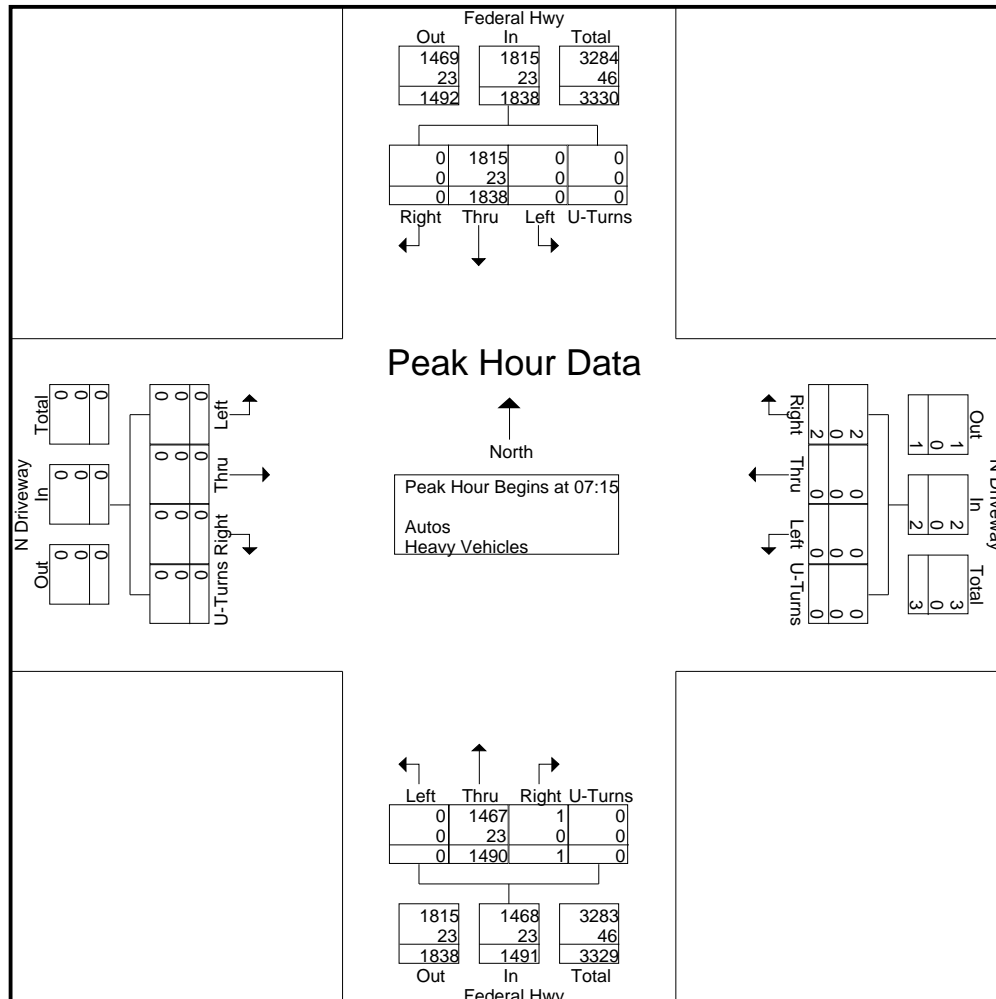 Federal Hwy
Out In Total
1469 1815 3284
23 23 46
1492 1838 3330
0 1815 0 0
0 23 0 0
0 1838 0 0
Right Thru Left U-Turns
Peak Hour Data
North
Peak Hour Begins at 07:15
Autos
Heavy Vehicles
N Driveway
Out In Total
0 0 0
0 0 0
0 0 0
Left Thru Right U-Turns
0 0 0 0
0 0 0 0
0 0 0 0
N Driveway
Out In Total
1 2 3
0 0 0
1 2 3
Right Thru Left U-Turns
2 0 0 0
0 0 0 0
2 0 0 0
Left Thru Right U-Turns
0 1467 1 0
0 23 0 0
0 1490 1 0
1815 1468 3283
23 23 46
1838 1491 3329
Out In Total
Federal Hwy